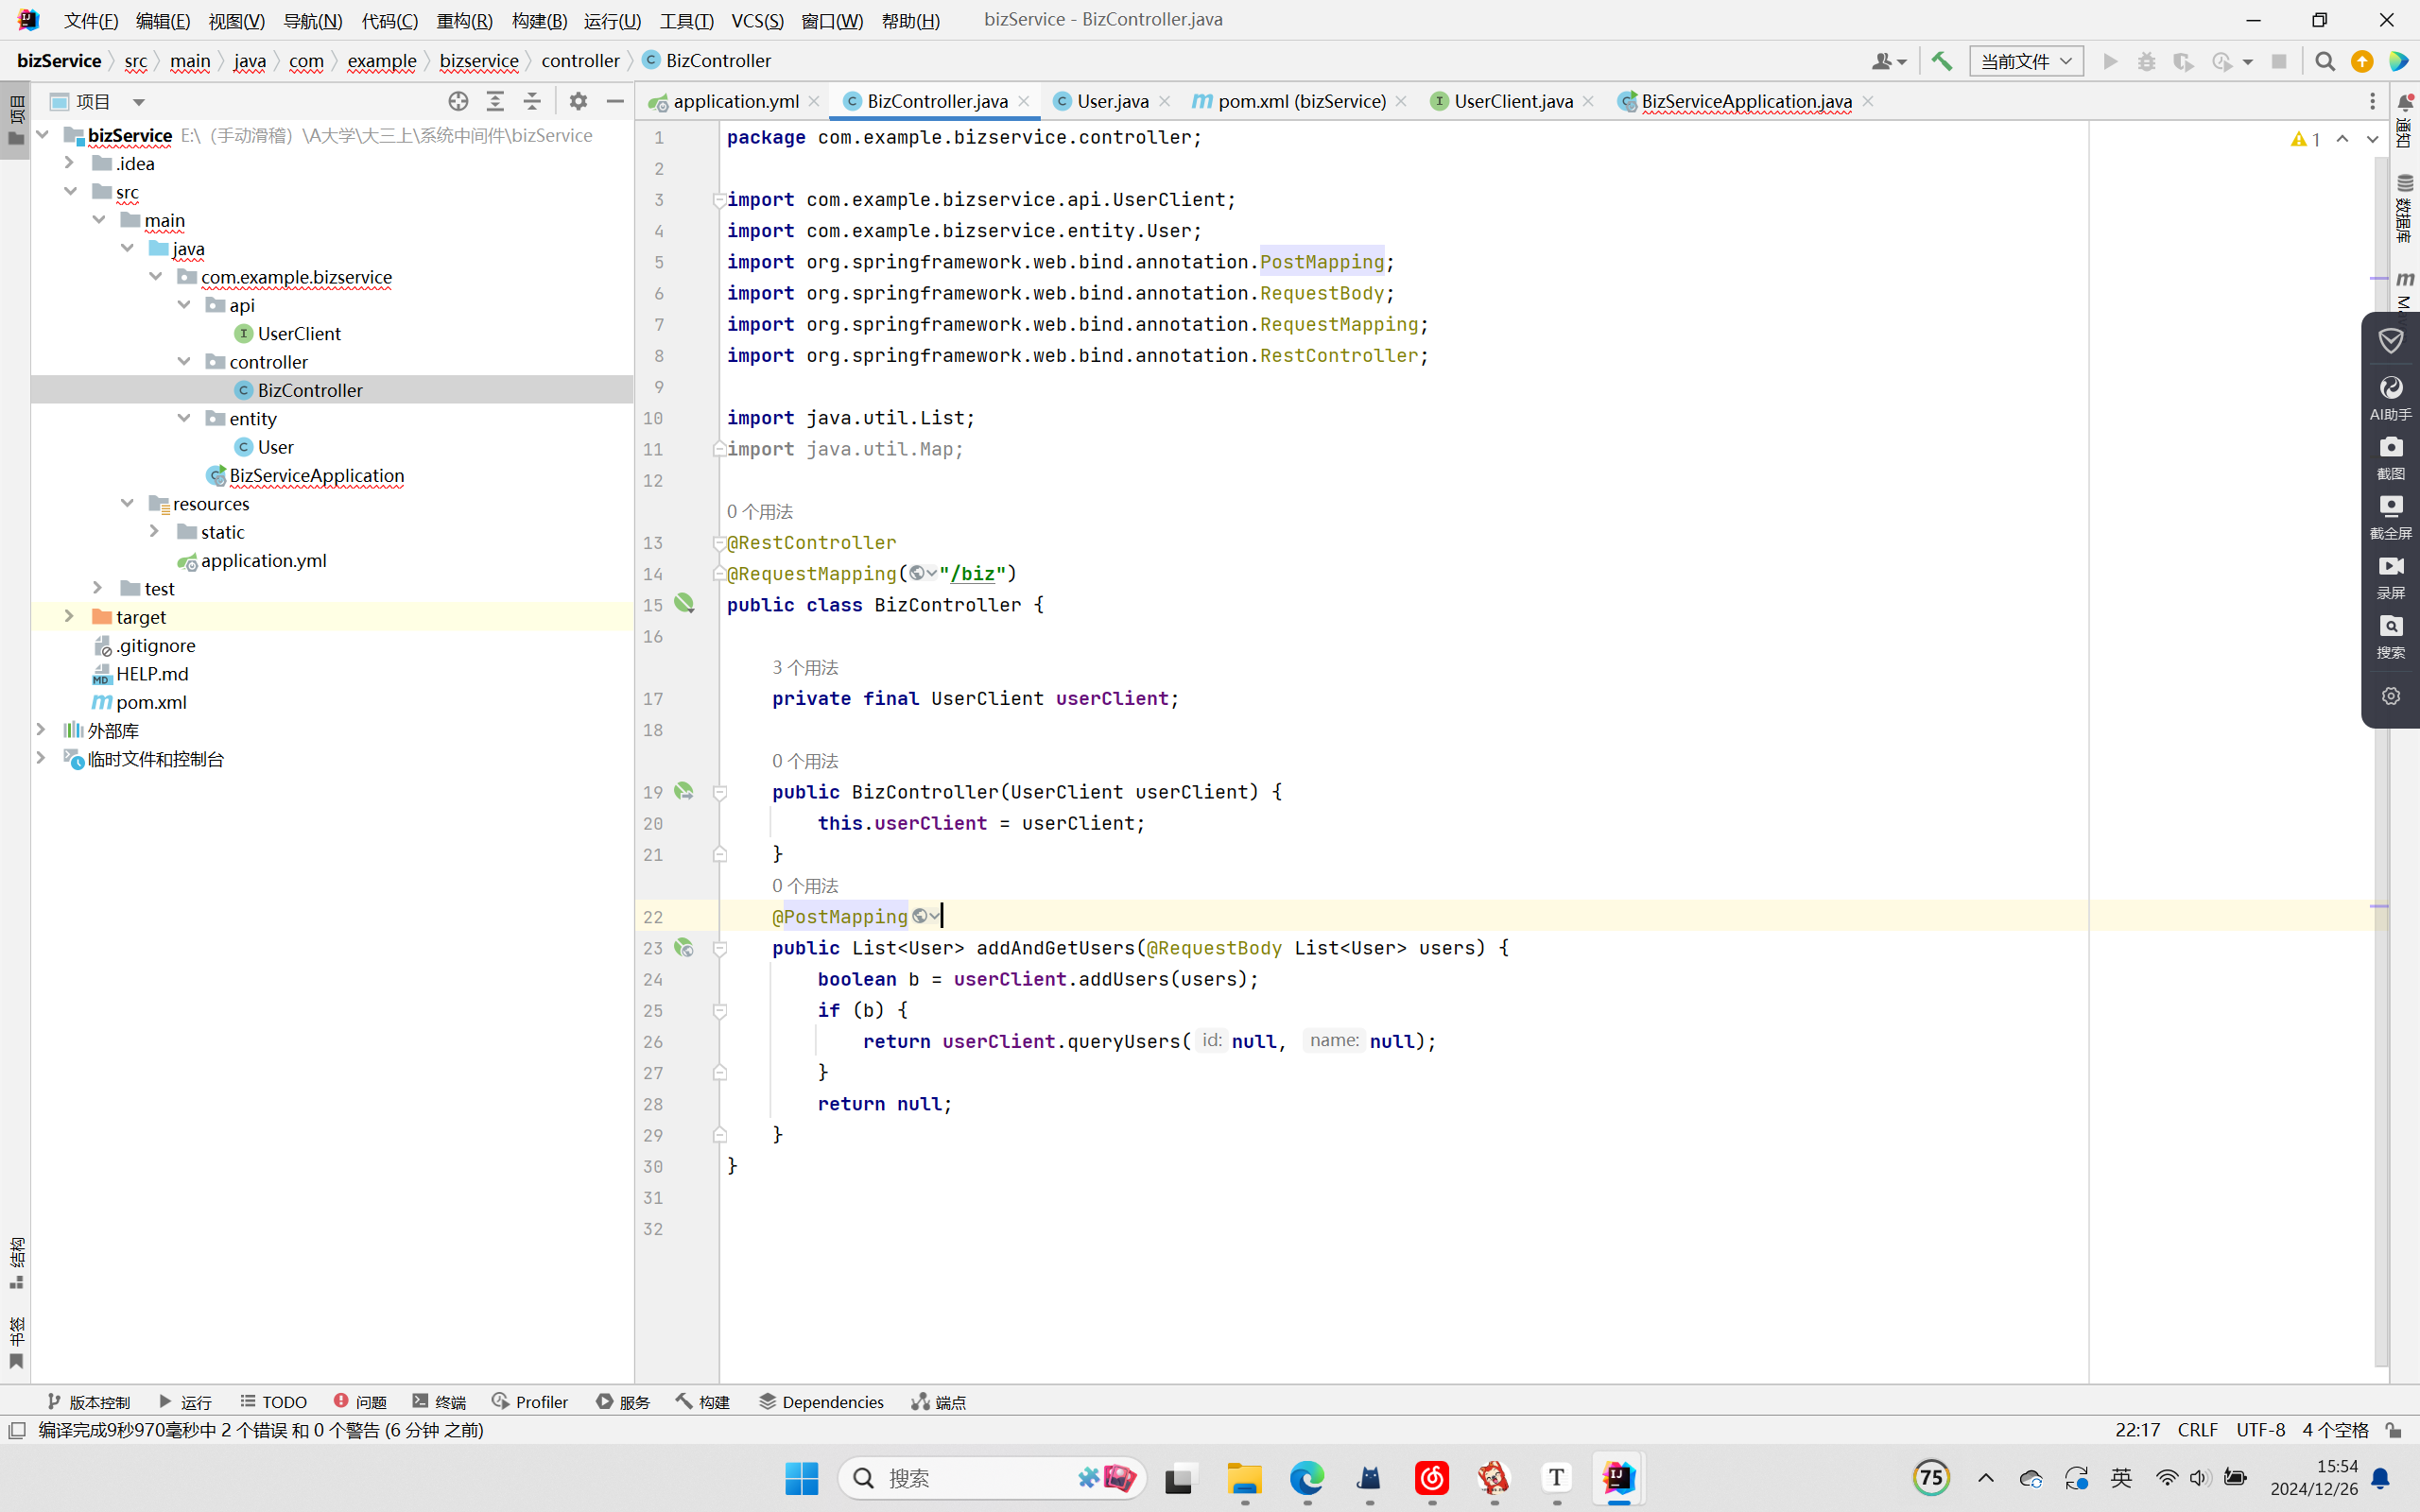 文件(F) 编辑(E) 视图(V) 导航(N) 代码(C) 重构(R) 构建(B) 运行(U) 工具(T) VCS(S) 窗口(W) 帮助(H) bizService - BizController.java
bizService src main java com example bizservice controller BizController 当前文件
项目
application.yml BizController.java User.java pom.xml (bizService) UserClient.java BizServiceApplication.java
项目
bizService E:\（手动滑稽）\A大学\大三上\系统中间件\bizService
.idea
src
main
java
com.example.bizservice
api
UserClient
controller
BizController
entity
User
BizServiceApplication
resources
static
application.yml
test
target
.gitignore
HELP.md
pom.xml
外部库
临时文件和控制台
结构
书签
1 package com.example.bizservice.controller;
2
3 import com.example.bizservice.api.UserClient;
4 import com.example.bizservice.entity.User;
5 import org.springframework.web.bind.annotation.PostMapping;
6 import org.springframework.web.bind.annotation.RequestBody;
7 import org.springframework.web.bind.annotation.RequestMapping;
8 import org.springframework.web.bind.annotation.RestController;
9
10 import java.util.List;
11 import java.util.Map;
12
0 个用法
13 @RestController
14 @RequestMapping("/biz")
15 public class BizController {
16
3 个用法
17 private final UserClient userClient;
18
0 个用法
19 public BizController(UserClient userClient) {
20 this.userClient = userClient;
21 }
0 个用法
22 @PostMapping
23 public List<User> addAndGetUsers(@RequestBody List<User> users) {
24 boolean b = userClient.addUsers(users);
25 if (b) {
26 return userClient.queryUsers( id: null, name: null);
27 }
28 return null;
29 }
30 }
31
32
1
通知
数据库
AI助手
截图
截全屏
录屏
搜索
版本控制 运行 TODO 问题 终端 Profiler 服务 构建 Dependencies 端点
编译完成9秒970毫秒中 2 个错误 和 0 个警告 (6 分钟 之前) 22:17 CRLF UTF-8 4 个空格
搜索 75 英 15:54
2024/12/26